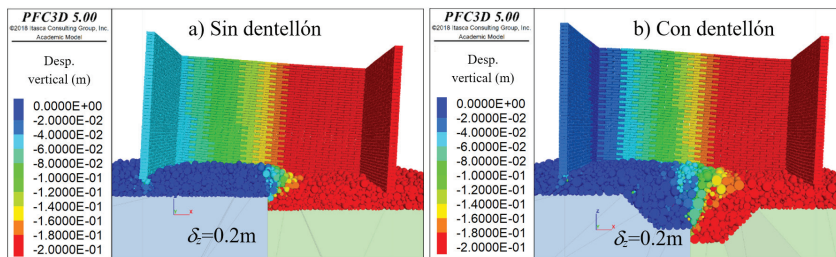 PFC3D 5.00
©2018 Itasca Consulting Group, Inc.
Academic Model
a) Sin dentellón
Desp.
vertical (m)
0.0000E+00
-2.0000E-02
-4.0000E-02
-6.0000E-02
-8.0000E-02
-1.0000E-01
-1.2000E-01
-1.4000E-01
-1.6000E-01
-1.8000E-01
-2.0000E-01
δz=0.2m
PFC3D 5.00
©2018 Itasca Consulting Group, Inc.
Academic Model
b) Con dentellón
Desp.
vertical (m)
0.0000E+00
-2.0000E-02
-4.0000E-02
-6.0000E-02
-8.0000E-02
-1.0000E-01
-1.2000E-01
-1.4000E-01
-1.6000E-01
-1.8000E-01
-2.0000E-01
δz=0.2m